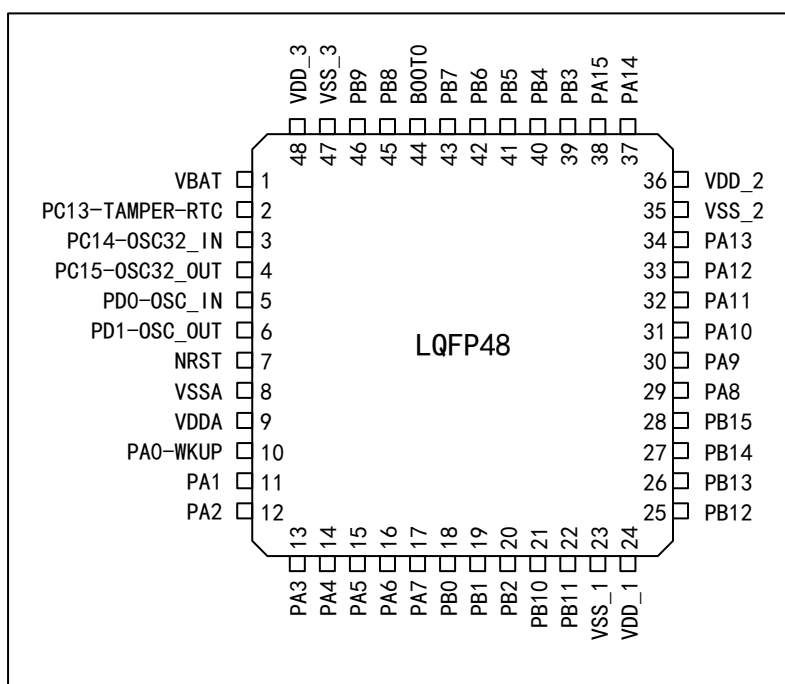 VDD_3 VSS_3 PB9 PB8 BOOT0 PB7 PB6 PB5 PB4 PB3 PA15 PA14
48 47 46 45 44 43 42 41 40 39 38 37
VBAT 1 36 VDD_2
PC13-TAMPER-RTC 2 35 VSS_2
PC14-OSC32_IN 3 34 PA13
PC15-OSC32_OUT 4 33 PA12
PD0-OSC_IN 5 32 PA11
PD1-OSC_OUT 6 31 PA10
LQFP48
NRST 7 30 PA9
VSSA 8 29 PA8
VDDA 9 28 PB15
PA0-WKUP 10 27 PB14
PA1 11 26 PB13
PA2 12 25 PB12
13 14 15 16 17 18 19 20 21 22 23 24
PA3 PA4 PA5 PA6 PA7 PB0 PB1 PB2 PB10 PB11 VSS_1 VDD_1